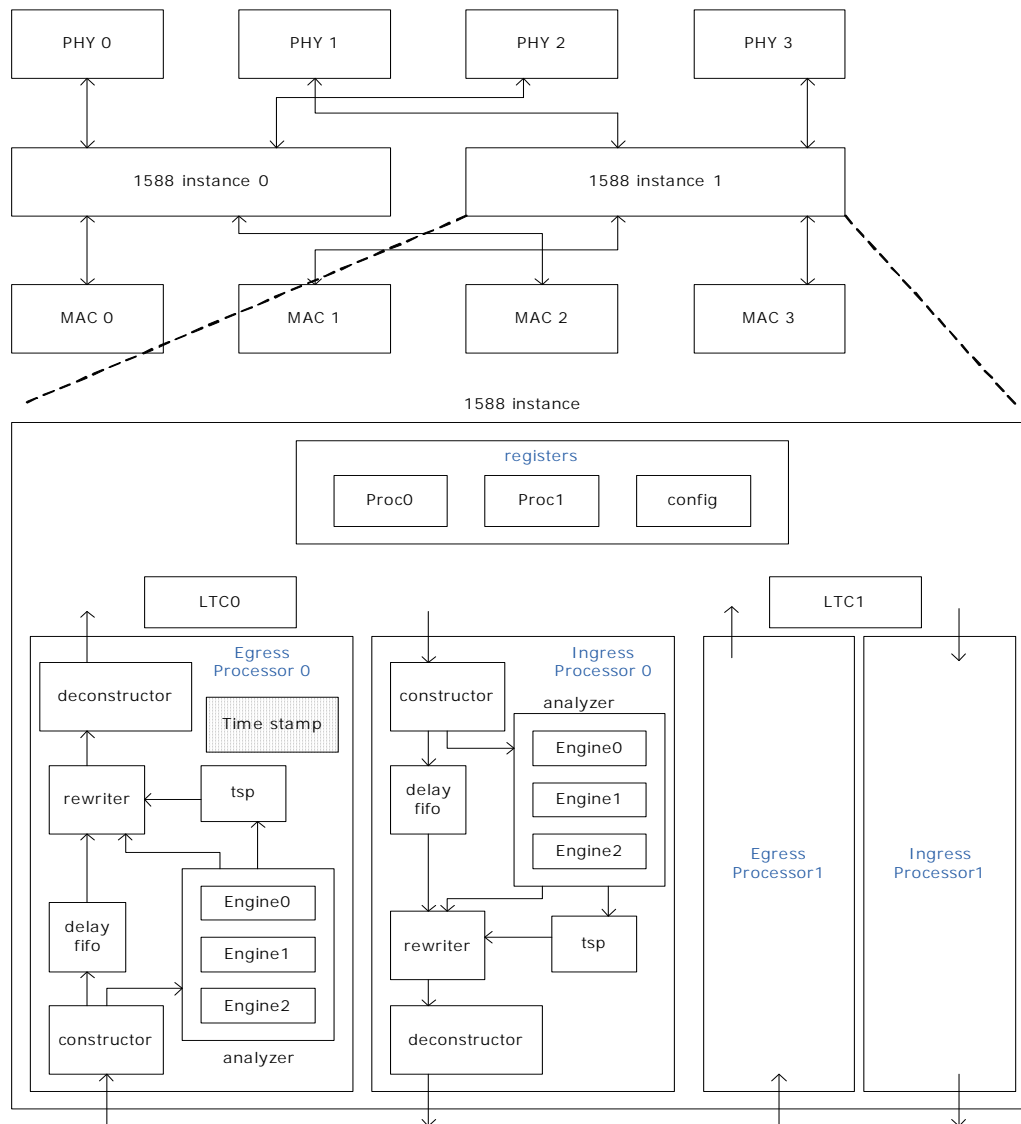 PHY 0
PHY 1
PHY 2
PHY 3
1588 instance 0
1588 instance 1
MAC 0
MAC 1
MAC 2
MAC 3
1588 instance
registers
Proc0
Proc1
config
LTC0
LTC1
Egress
Processor 0
deconstructor
Time stamp
rewriter
tsp
delay
fifo
Engine0
Engine1
Engine2
constructor
analyzer
Ingress
Processor 0
constructor
analyzer
Engine0
delay
fifo
Engine1
Engine2
rewriter
tsp
deconstructor
Egress
Processor1
Ingress
Processor1